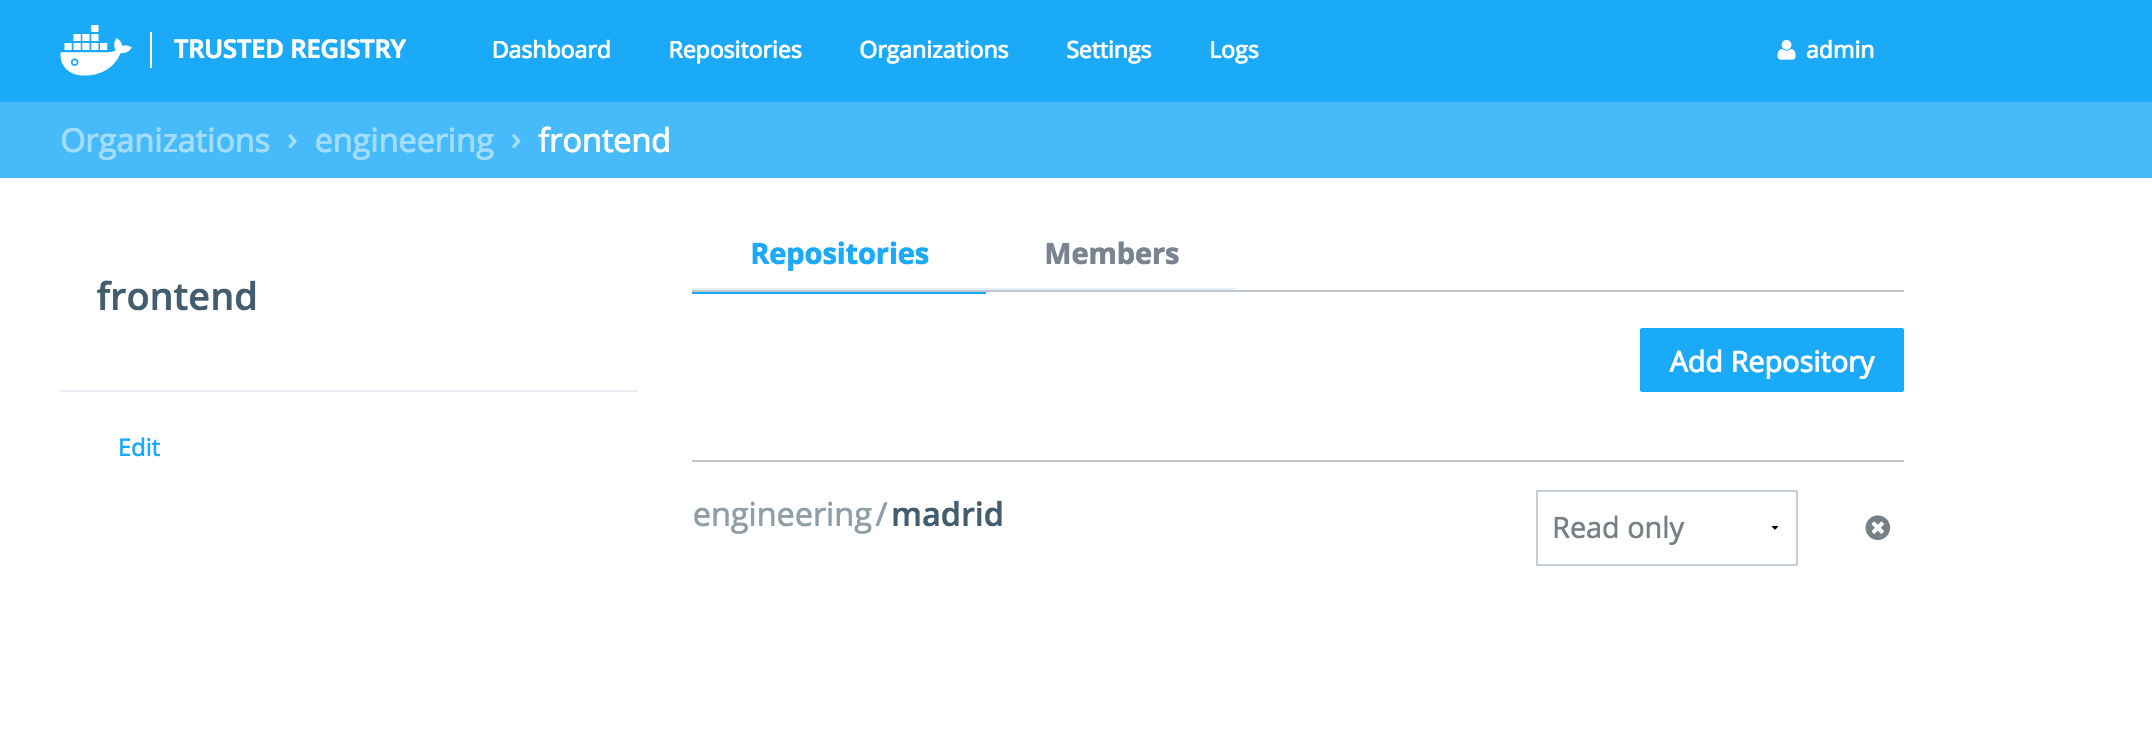 TRUSTED REGISTRY Dashboard Repositories Organizations Settings Logs admin
Organizations › engineering › frontend
Repositories Members
frontend
Add Repository
Edit
engineering/madrid Read only